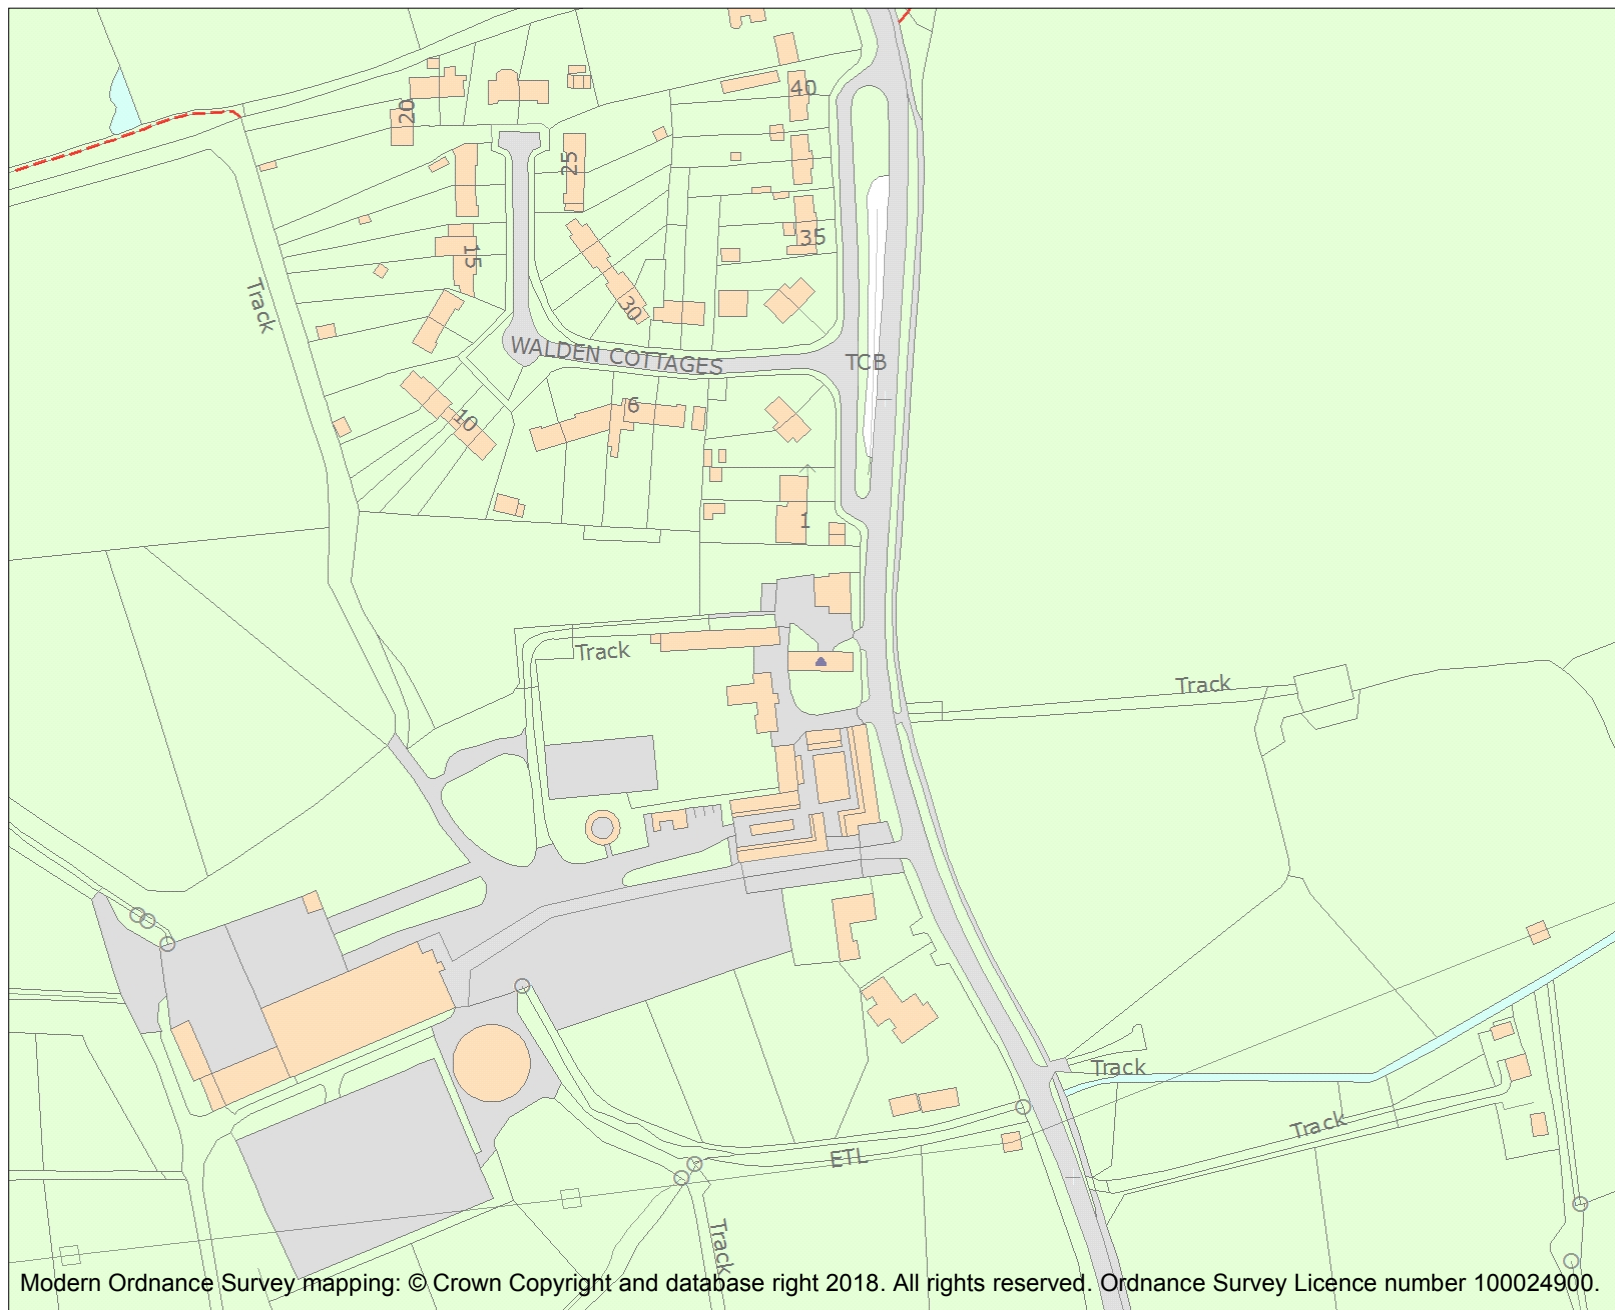 40
20
25
35
15
Track
30
WALDEN COTTAGES
TCB
6
10
1
Track
Track
Track
Track
ETL
Track
Modern Ordnance Survey mapping: © Crown Copyright and database right 2018. All rights reserved. Ordnance Survey Licence number 100024900.